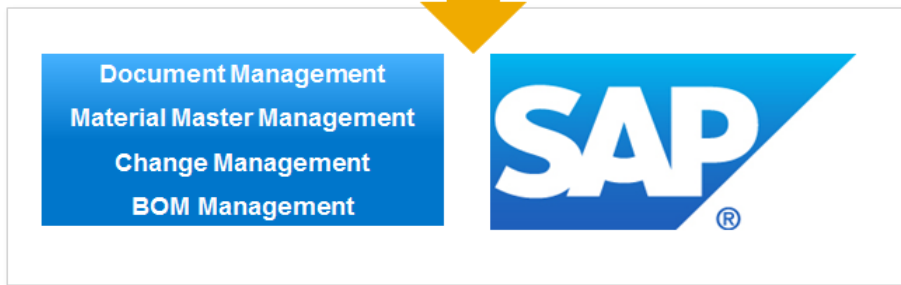 Document Management
Material Master Management
Change Management
BOM Management
SAP
®